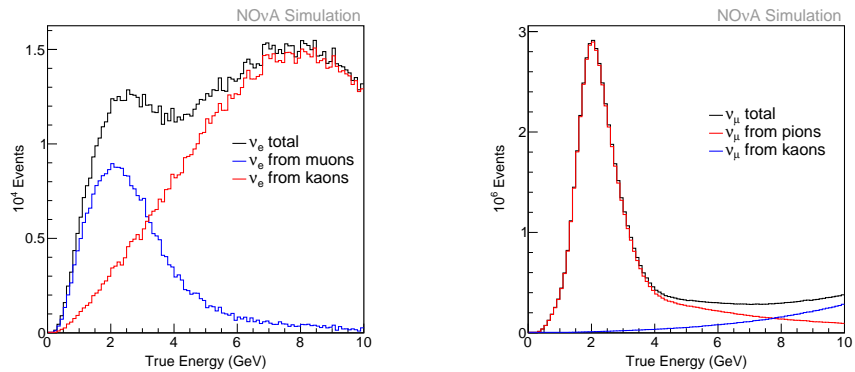 NOνA Simulation
1.5
1
0.5
0
10⁴ Events
νe total
νe from muons
νe from kaons
0 2 4 6 8 10
True Energy (GeV)
NOνA Simulation
3
2
1
0
10⁶ Events
νμ total
νμ from pions
νμ from kaons
0 2 4 6 8 10
True Energy (GeV)